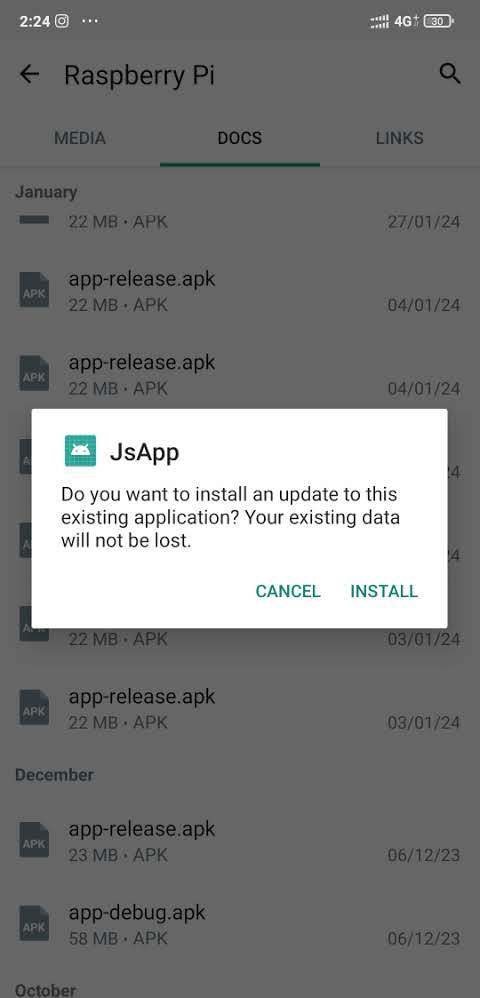 2:24 ... 4G+ 30
Raspberry Pi
MEDIA DOCS LINKS
January
22 MB • APK 27/01/24
app-release.apk
APK
22 MB • APK 04/01/24
app-release.apk
APK
22 MB • APK 04/01/24
JsApp
Do you want to install an update to this
existing application? Your existing data
will not be lost.
CANCEL INSTALL
22 MB • APK 03/01/24
app-release.apk
APK
22 MB • APK 03/01/24
December
app-release.apk
APK
23 MB • APK 06/12/23
app-debug.apk
APK
58 MB • APK 06/12/23
October